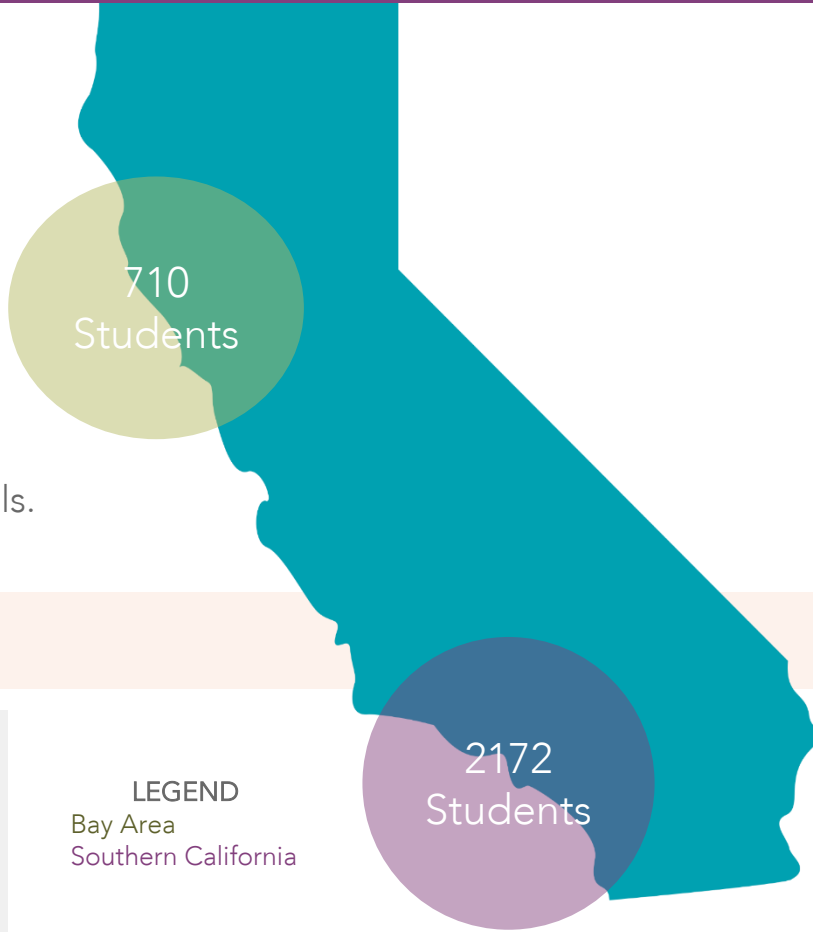 710
Students
ls.
2172
Students
LEGEND
Bay Area
Southern California